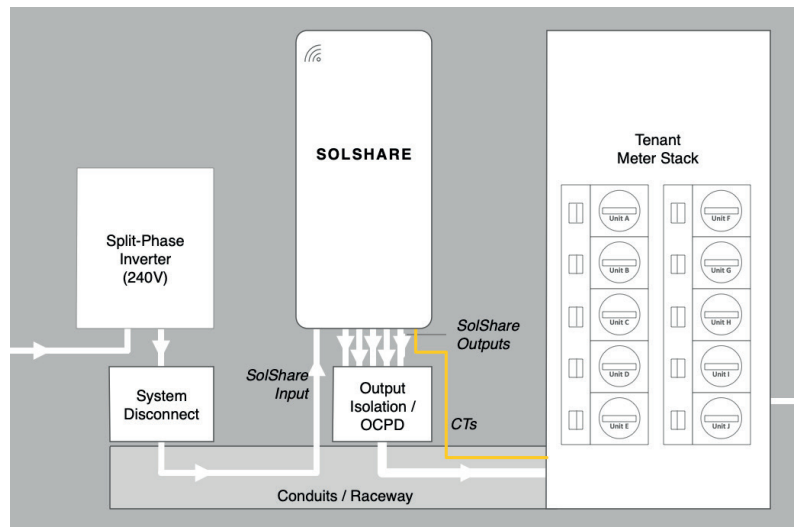 SOLSHARE
Tenant
Meter Stack
Unit A
Unit F
Unit B
Unit G
Unit C
Unit H
Unit D
Unit I
Unit E
Unit J
Split-Phase
Inverter
(240V)
SolShare
Outputs
SolShare
Input
System
Disconnect
Output
Isolation /
OCPD
CTs
Conduits / Raceway